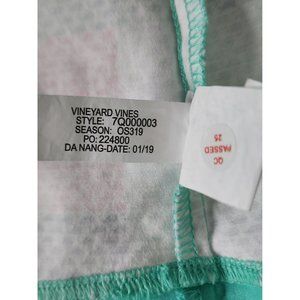 VINEYARD VINES
STYLE: 7Q000003
SEASON: OS319
PO: 224800
DA NANG-DATE: 01/19
QC
PASSED
25